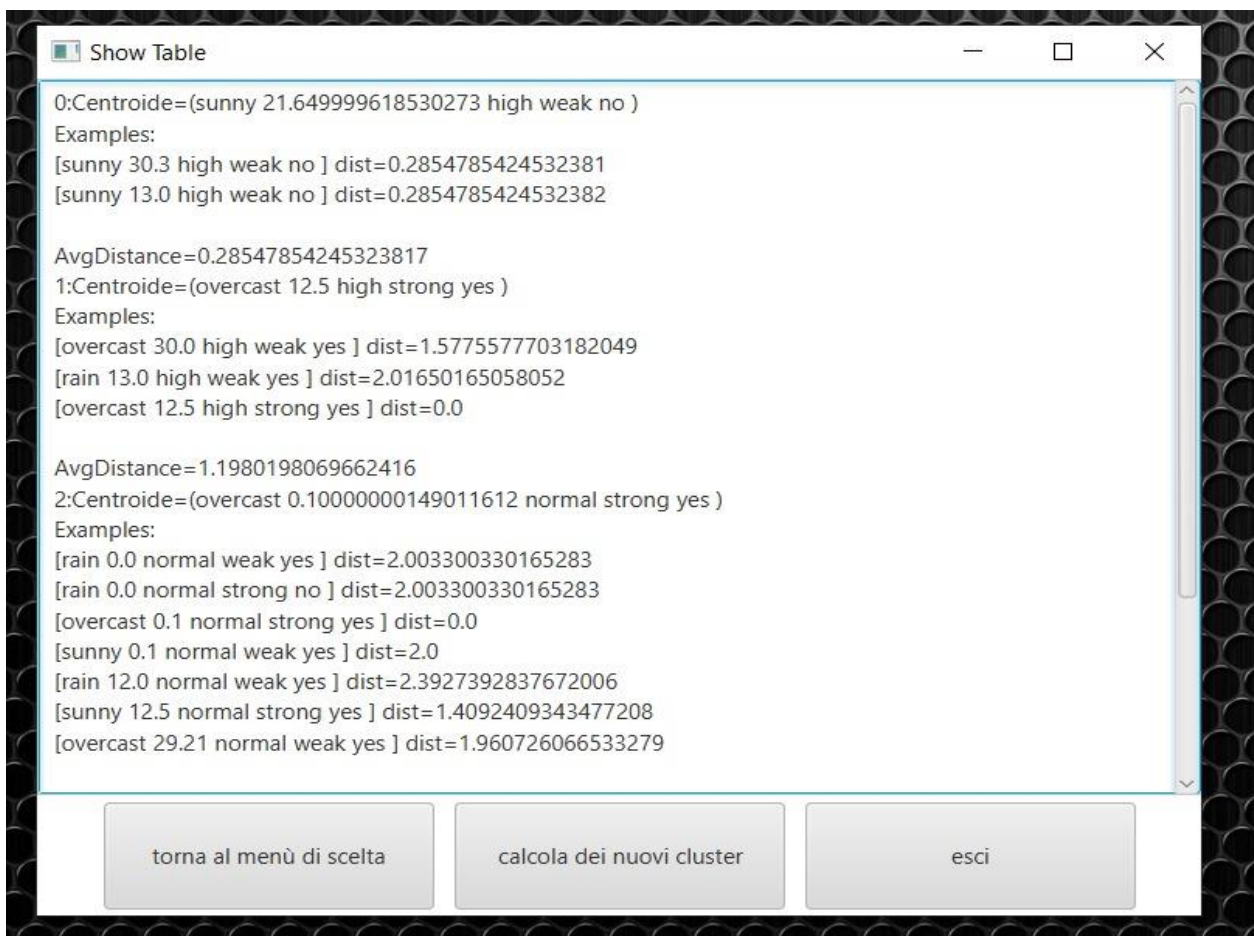 Show Table
0:Centroide=(sunny 21.649999618530273 high weak no )
Examples:
[sunny 30.3 high weak no ] dist=0.2854785424532381
[sunny 13.0 high weak no ] dist=0.2854785424532382
AvgDistance=0.28547854245323817
1:Centroide=(overcast 12.5 high strong yes )
Examples:
[overcast 30.0 high weak yes ] dist=1.5775577703182049
[rain 13.0 high weak yes ] dist=2.01650165058052
[overcast 12.5 high strong yes ] dist=0.0
AvgDistance=1.1980198069662416
2:Centroide=(overcast 0.10000000149011612 normal strong yes )
Examples:
[rain 0.0 normal weak yes ] dist=2.003300330165283
[rain 0.0 normal strong no ] dist=2.003300330165283
[overcast 0.1 normal strong yes ] dist=0.0
[sunny 0.1 normal weak yes ] dist=2.0
[rain 12.0 normal weak yes ] dist=2.3927392837672006
[sunny 12.5 normal strong yes ] dist=1.4092409343477208
[overcast 29.21 normal weak yes ] dist=1.960726066533279
torna al menù di scelta calcola dei nuovi cluster esci